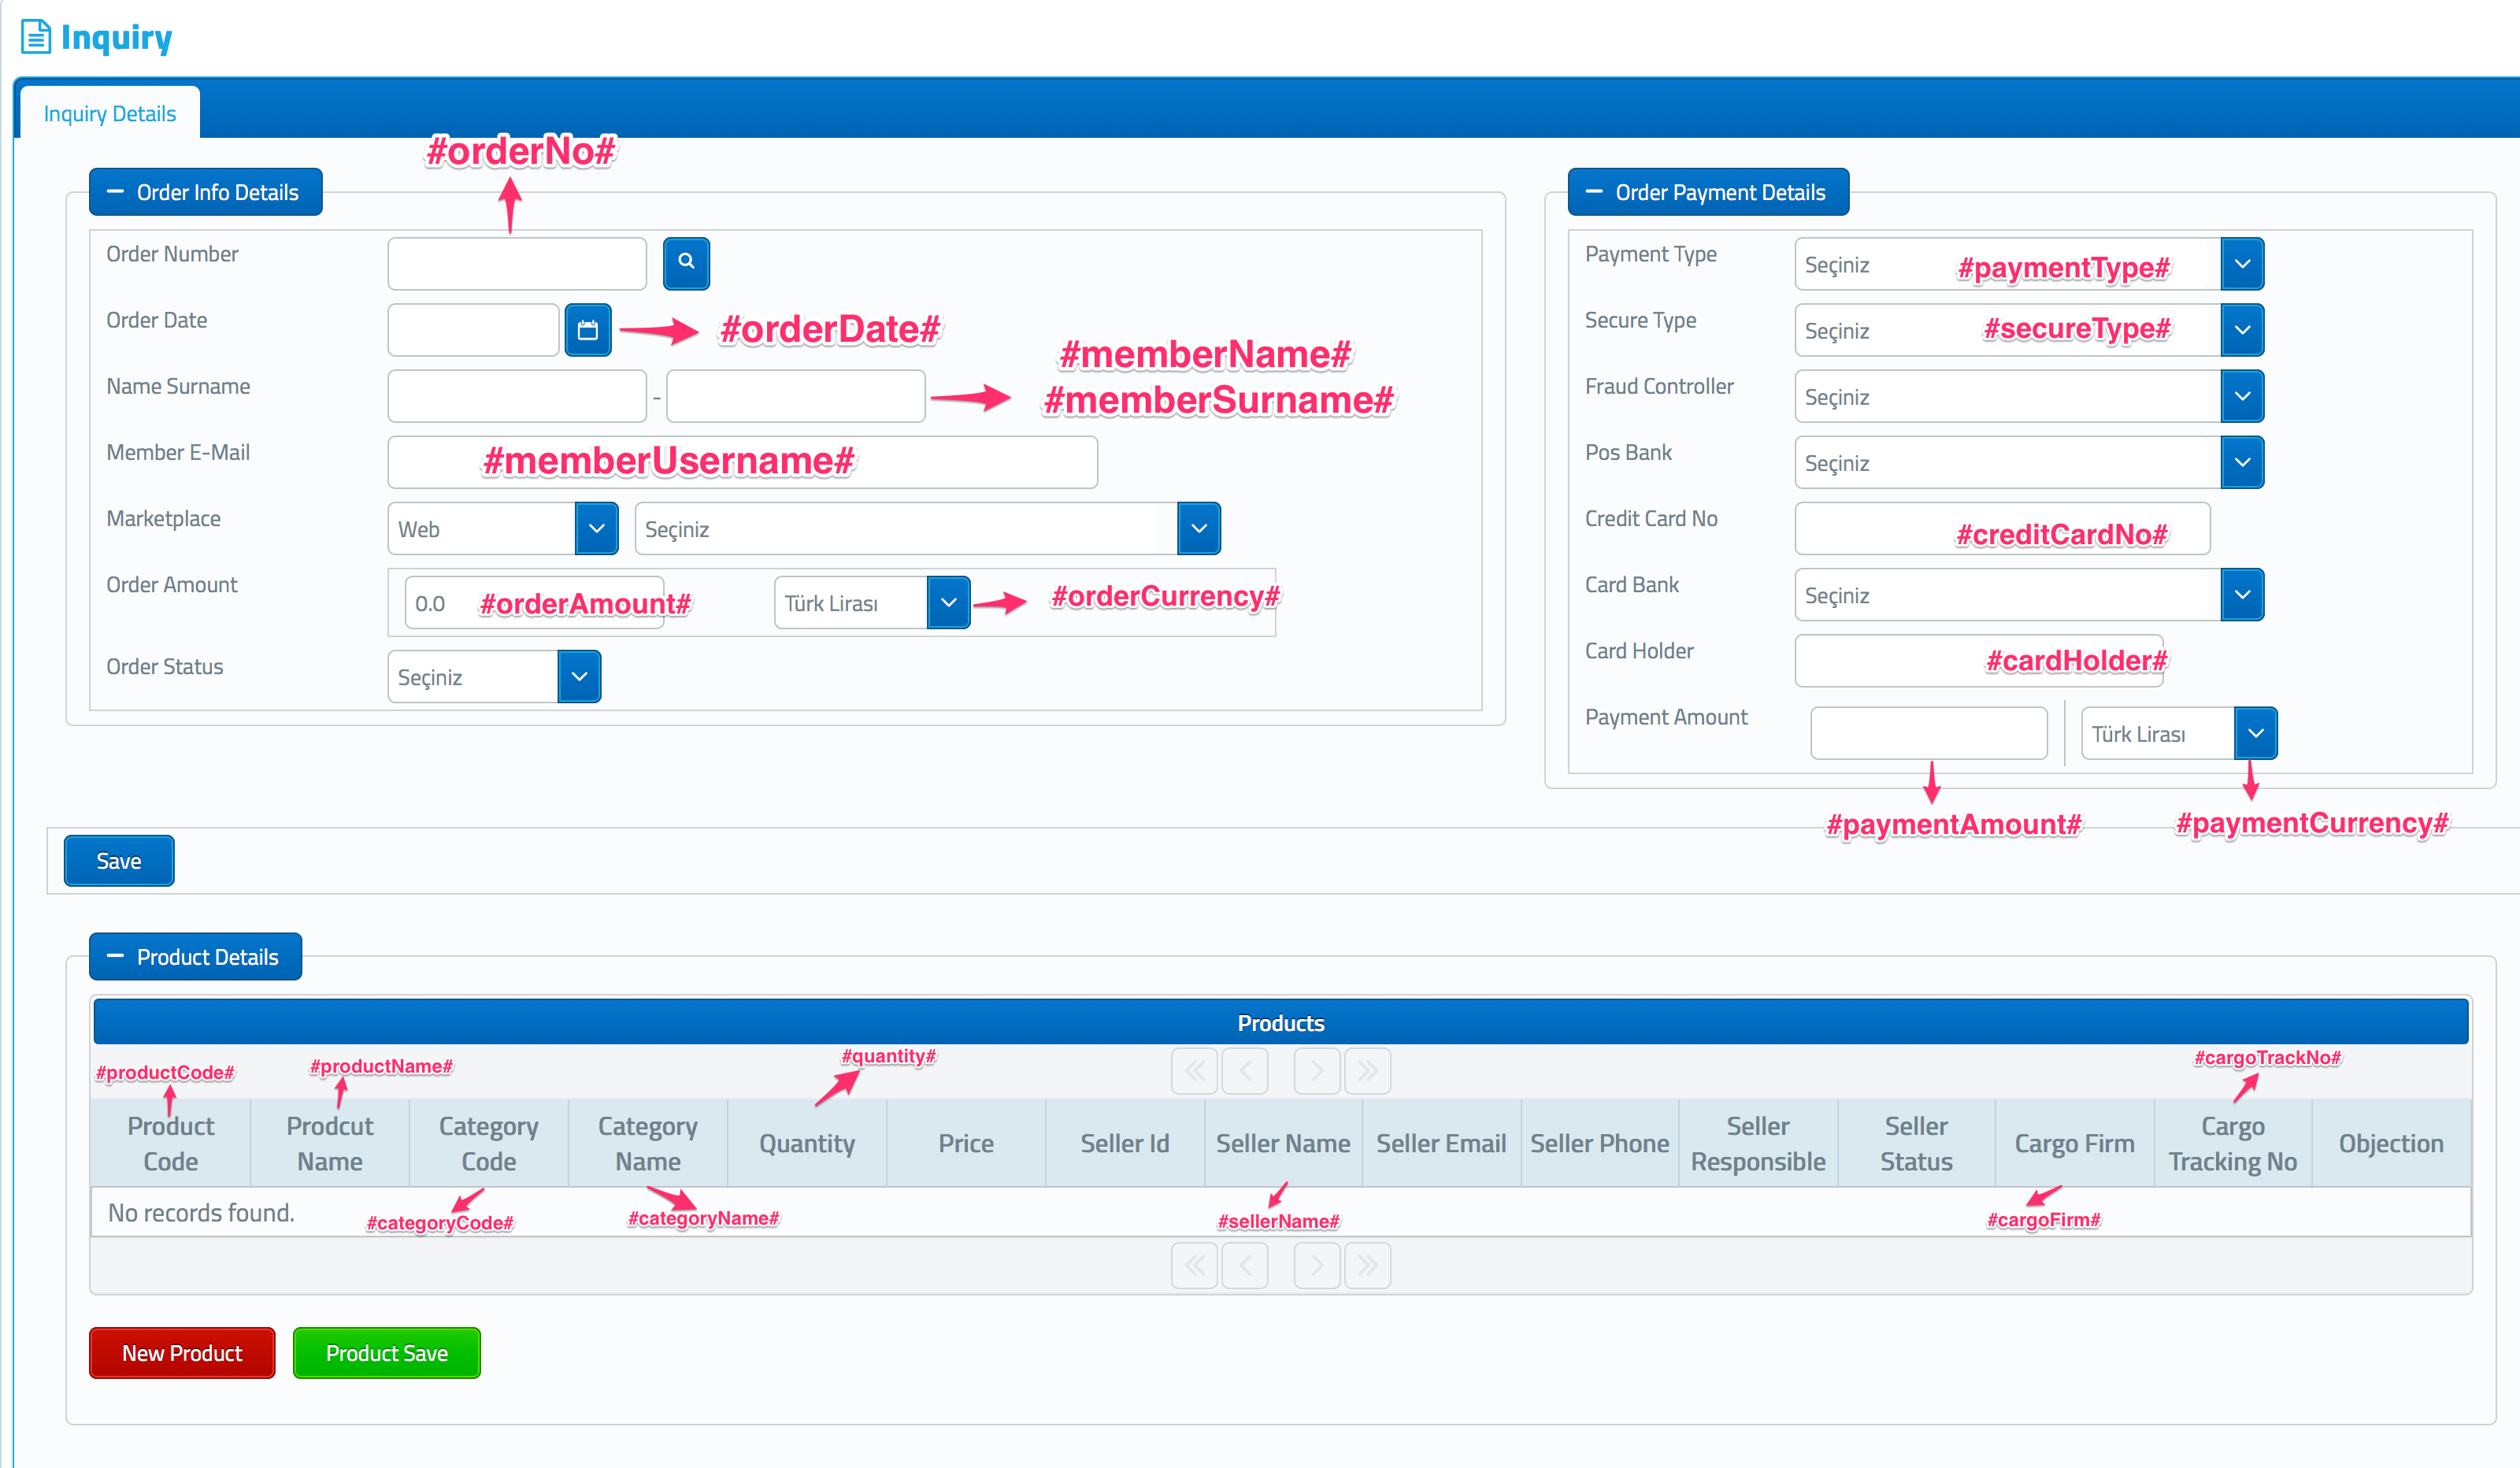 Inquiry
Inquiry Details
#orderNo#
Order Info Details
Order Number
Order Date
#orderDate#
Name Surname
-
#memberName#
#memberSurname#
Member E-Mail
#memberUsername#
Marketplace
Web
Seçiniz
Order Amount
0.0
#orderAmount#
Türk Lirası
#orderCurrency#
Order Status
Seçiniz
Order Payment Details
Payment Type
Seçiniz
#paymentType#
Secure Type
Seçiniz
#secureType#
Fraud Controller
Seçiniz
Pos Bank
Seçiniz
Credit Card No
#creditCardNo#
Card Bank
Seçiniz
Card Holder
#cardHolder#
Payment Amount
Türk Lirası
#paymentAmount#
#paymentCurrency#
Save
Product Details
Products
#productCode#
#productName#
#quantity#
#cargoTrackNo#
Product Code
Prodcut Name
Category Code
Category Name
Quantity
Price
Seller Id
Seller Name
Seller Email
Seller Phone
Seller Responsible
Seller Status
Cargo Firm
Cargo Tracking No
Objection
No records found.
#categoryCode#
#categoryName#
#sellerName#
#cargoFirm#
New Product
Product Save